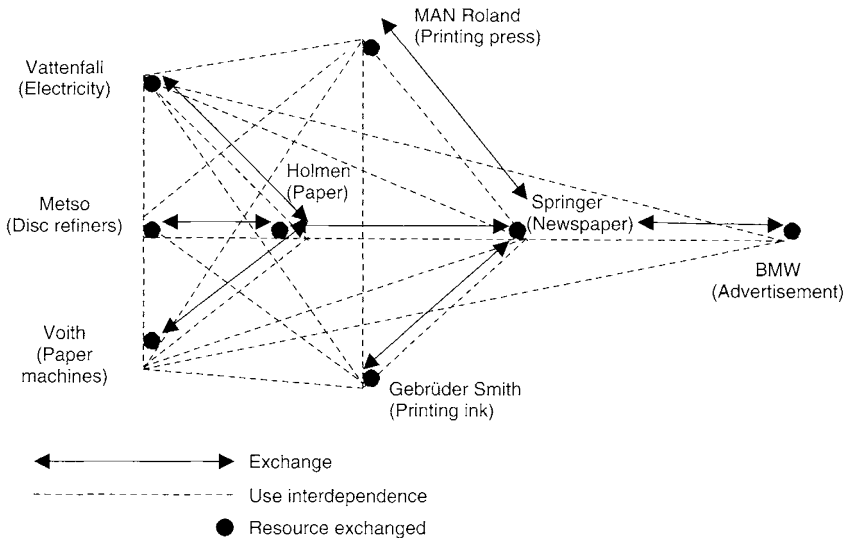 MAN Roland
(Printing press)
Vattenfall
(Electricity)
Holmen
(Paper)
Metso
(Disc refiners)
Springer
(Newspaper)
BMW
(Advertisement)
Voith
(Paper
machines)
Gebrüder Smith
(Printing ink)
Exchange
Use interdependence
Resource exchanged